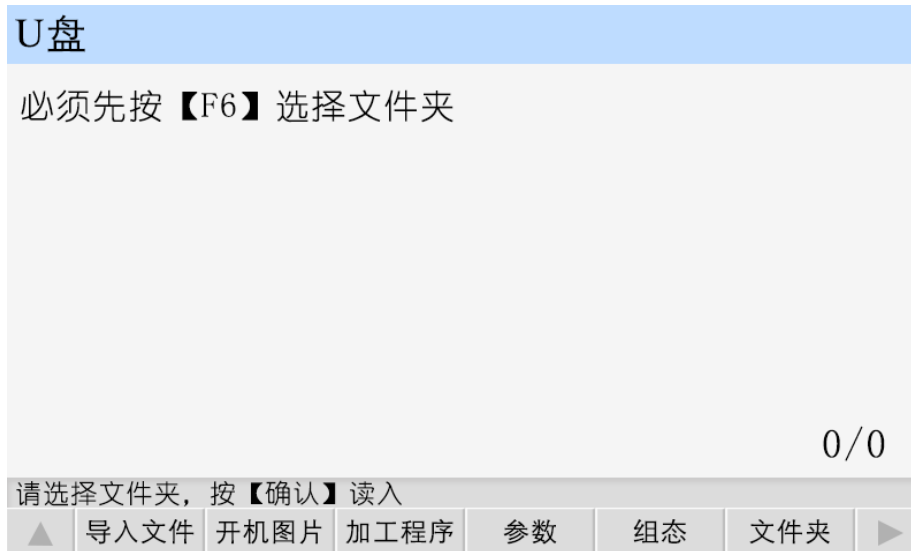 U盘
必须先按【F6】选择文件夹
0/0
请选择文件夹，按【确认】读入
导入文件 开机图片 加工程序 参数 组态 文件夹